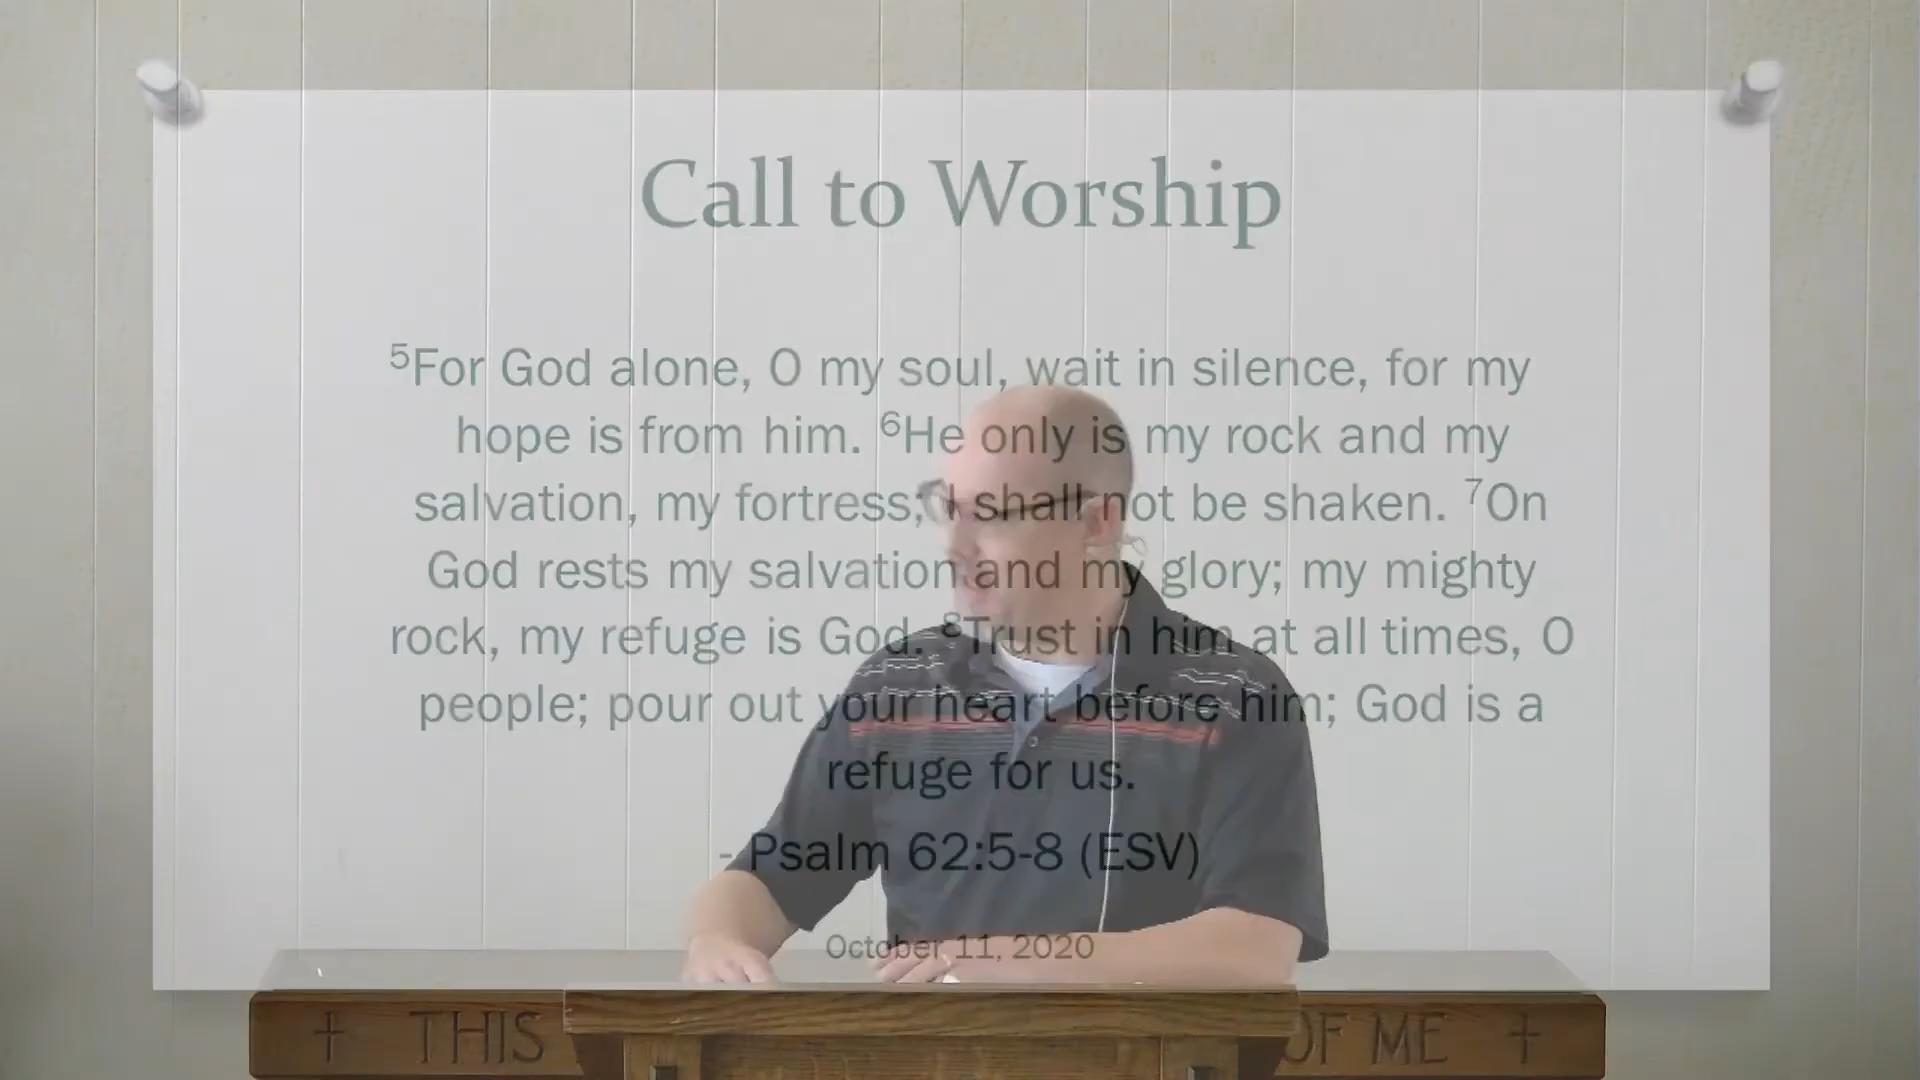 Call to Worship
⁵For God alone, O my soul, wait in silence, for my
hope is from him. ⁶He only is my rock and my
salvation, my fortress; I shall not be shaken. ⁷On
God rests my salvation and my glory; my mighty
rock, my refuge is God. ⁸Trust in him at all times, O
people; pour out your heart before him; God is a
refuge for us.
- Psalm 62:5-8 (ESV)
October 11, 2020
THIS OF ME